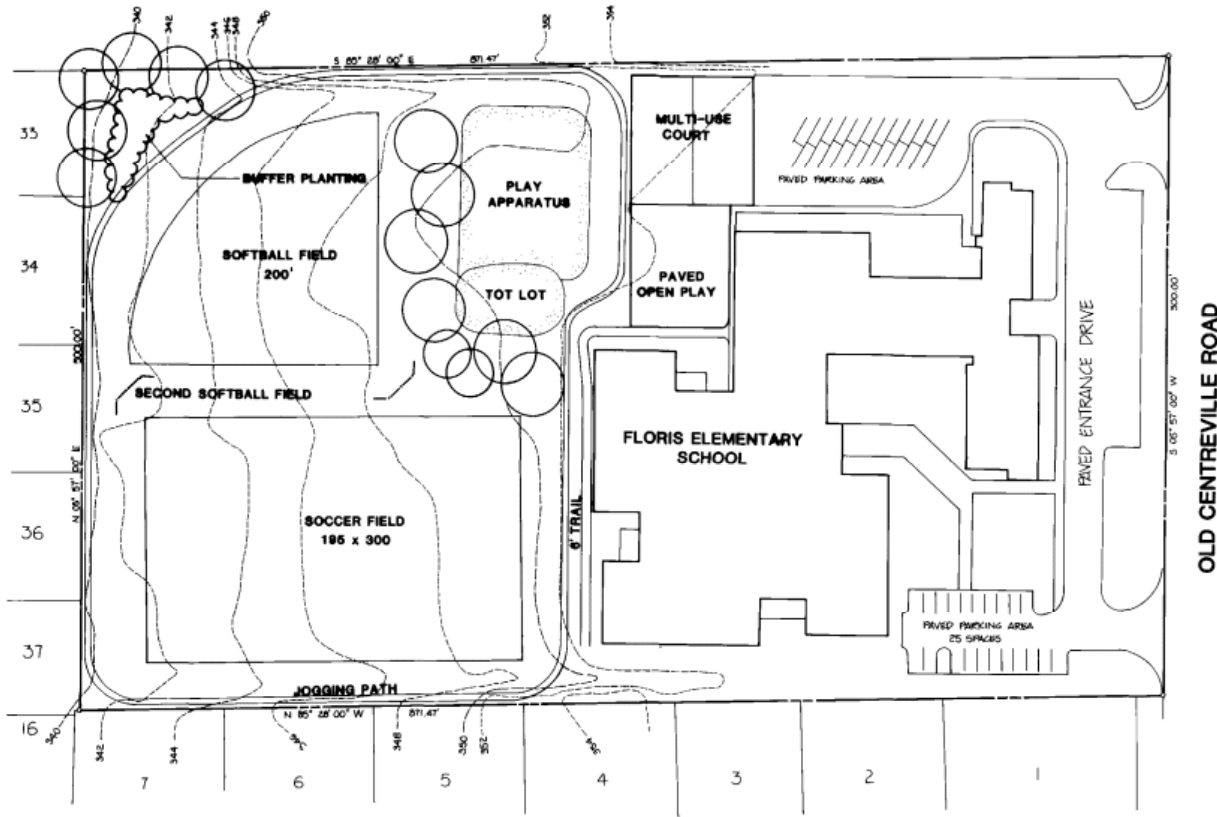 340
342
344
346
348
350
352
354
S 85° 28' 00" E
871.47'
33
34
35
36
37
16
MULTI-USE
COURT
PAVED PARKING AREA
BUFFER PLANTING
PLAY
APPARATUS
SOFTBALL FIELD
200'
TOT LOT
PAVED
OPEN PLAY
500.00'
N 05° 57' 00" E
SECOND SOFTBALL FIELD
FLORIS ELEMENTARY
SCHOOL
PAVED ENTRANCE DRIVE
500.00'
S 05° 57' 00" W
OLD CENTREVILLE ROAD
SOCCER FIELD
195 x 300
6' TRAIL
PAVED PARKING AREA
25 SPACES
JOGGING PATH
N 85° 28' 00" W
871.47'
340
342
344
346
348
350
352
354
7
6
5
4
3
2
1